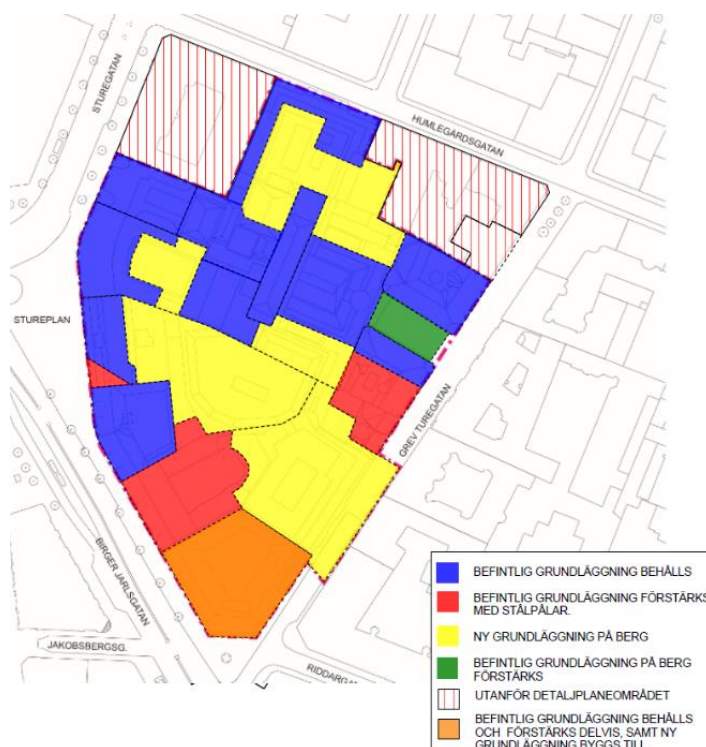 STUREGATAN
HUMLEGÅRDSGATAN
STUREPLAN
GREV TUREGATAN
BIRGER JARLSGATAN
JAKOBSBERGSG.
RIDDARGA
BEFINTLIG GRUNDLÄGGNING BEHÅLLS
BEFINTLIG GRUNDLÄGGNING FÖRSTÄRKS
MED STÅLPÅLAR.
NY GRUNDLÄGGNING PÅ BERG
BEFINTLIG GRUNDLÄGGNING PÅ BERG
FÖRSTÄRKS
UTANFÖR DETALJPLANEOMRÅDET
BEFINTLIG GRUNDLÄGGNING BEHÅLLS
OCH FÖRSTÄRKS DELVIS, SAMT NY
GRUNDLÄGGNING BYGGS TILL